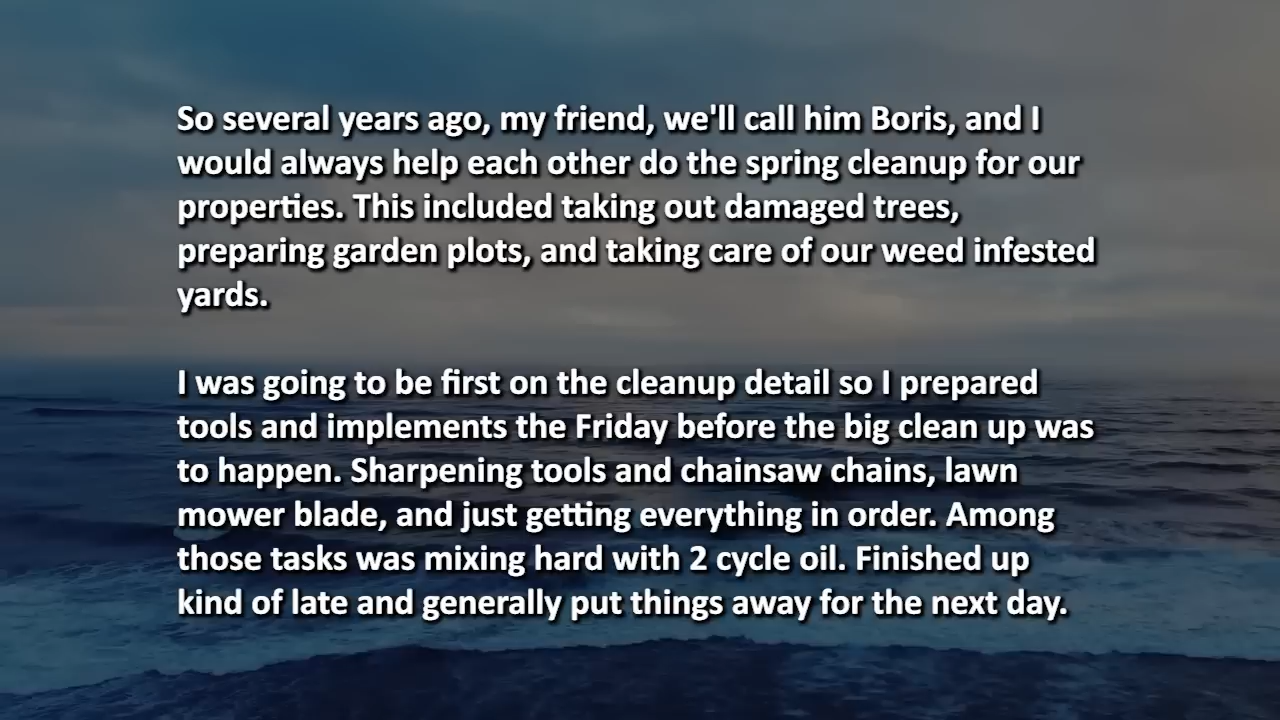 So several years ago, my friend, we'll call him Boris, and I
would always help each other do the spring cleanup for our
properties. This included taking out damaged trees,
preparing garden plots, and taking care of our weed infested
yards.
I was going to be first on the cleanup detail so I prepared
tools and implements the Friday before the big clean up was
to happen. Sharpening tools and chainsaw chains, lawn
mower blade, and just getting everything in order. Among
those tasks was mixing hard with 2 cycle oil. Finished up
kind of late and generally put things away for the next day.